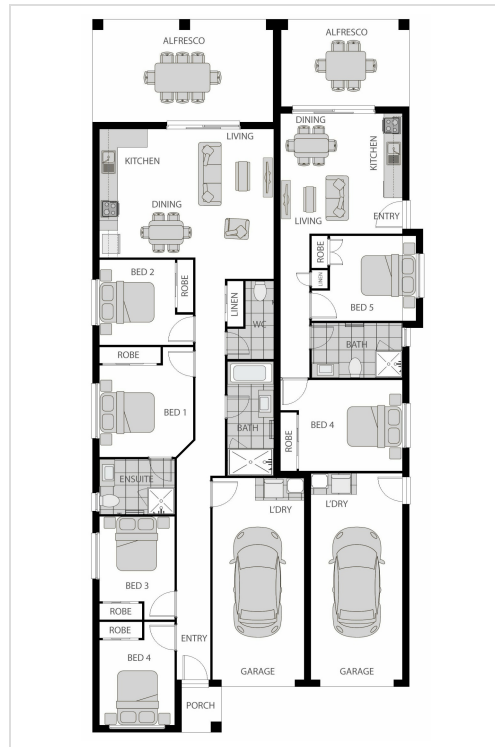 ALFRESCO
ALFRESCO
LIVING
KITCHEN
DINING
DINING
KITCHEN
LIVING
ENTRY
BED 2
ROBE
LINEN
WC
ROBE
LINEN
BED 5
ROBE
BED 1
BATH
BATH
ROBE
BED 4
ENSUITE
L'DRY
L'DRY
BED 3
ROBE
ROBE
BED 4
ENTRY
GARAGE
GARAGE
PORCH